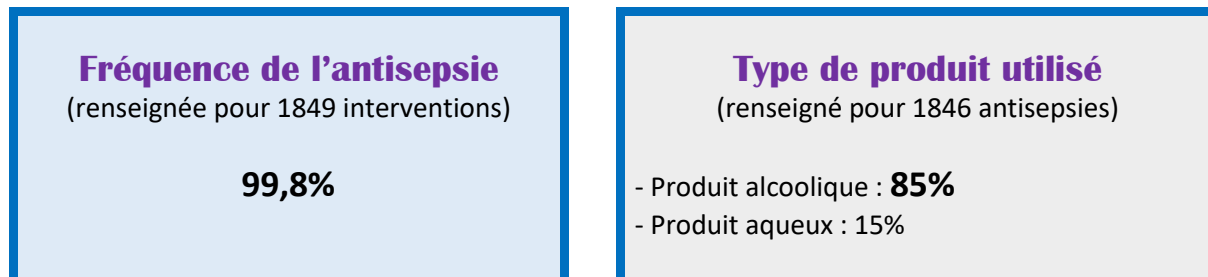 Fréquence de l’antisepsie
(renseignée pour 1849 interventions)
99,8%
Type de produit utilisé
(renseigné pour 1846 antisepsies)
- Produit alcoolique : 85%
- Produit aqueux : 15%